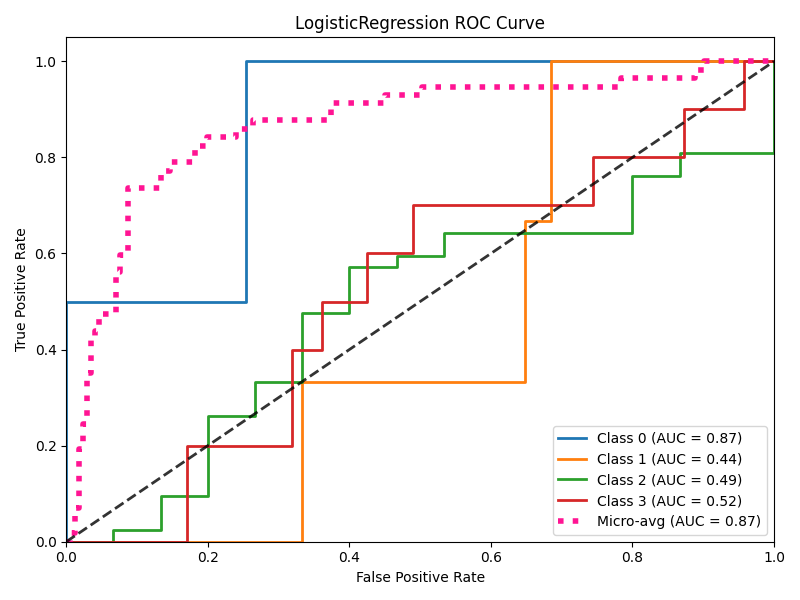 LogisticRegression ROC Curve
True Positive Rate
1.0
0.8
0.6
0.4
0.2
0.0
Class 0 (AUC = 0.87)
Class 1 (AUC = 0.44)
Class 2 (AUC = 0.49)
Class 3 (AUC = 0.52)
Micro-avg (AUC = 0.87)
0.0 0.2 0.4 0.6 0.8 1.0
False Positive Rate